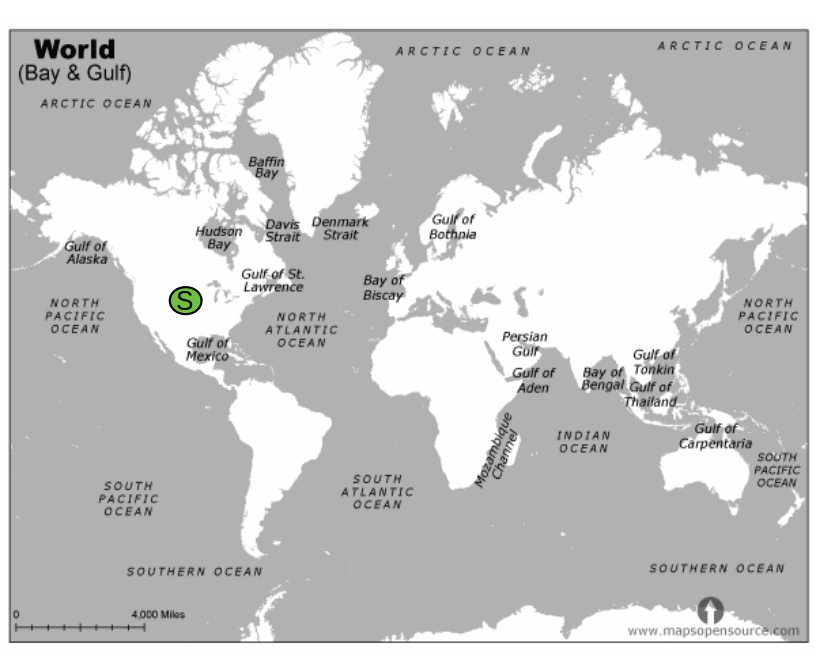 World
(Bay & Gulf)
ARCTIC OCEAN
ARCTIC OCEAN
ARCTIC OCEAN
Baffin
Bay
Hudson
Bay
Davis
Strait
Denmark
Strait
Gulf of
Bothnia
Gulf of
Alaska
Gulf of St.
Lawrence
Bay of
Biscay
S
NORTH
PACIFIC
OCEAN
NORTH
ATLANTIC
OCEAN
NORTH
PACIFIC
OCEAN
Gulf of
Mexico
Persian
Gulf
Gulf of
Aden
Bay of
Bengal
Gulf of
Tonkin
Gulf of
Thailand
Mozambique
Channel
INDIAN
OCEAN
Gulf of
Carpentaria
SOUTH
PACIFIC
OCEAN
SOUTH
PACIFIC
OCEAN
SOUTH
ATLANTIC
OCEAN
SOUTHERN OCEAN
SOUTHERN OCEAN
0 4,000 Miles
www.mapsopensource.com